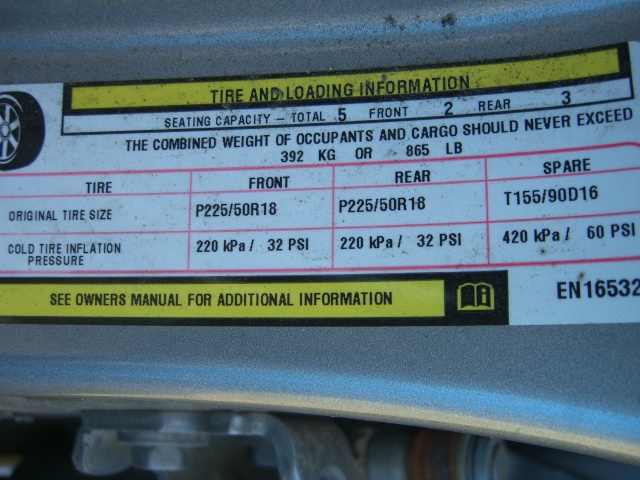 TIRE AND LOADING INFORMATION
SEATING CAPACITY – TOTAL 5 FRONT 2 REAR 3
THE COMBINED WEIGHT OF OCCUPANTS AND CARGO SHOULD NEVER EXCEED
392 KG OR 865 LB
TIRE FRONT REAR SPARE
ORIGINAL TIRE SIZE P225/50R18 P225/50R18 T155/90D16
COLD TIRE INFLATION PRESSURE 220 kPa / 32 PSI 220 kPa / 32 PSI 420 kPa / 60 PSI
SEE OWNERS MANUAL FOR ADDITIONAL INFORMATION
EN16532